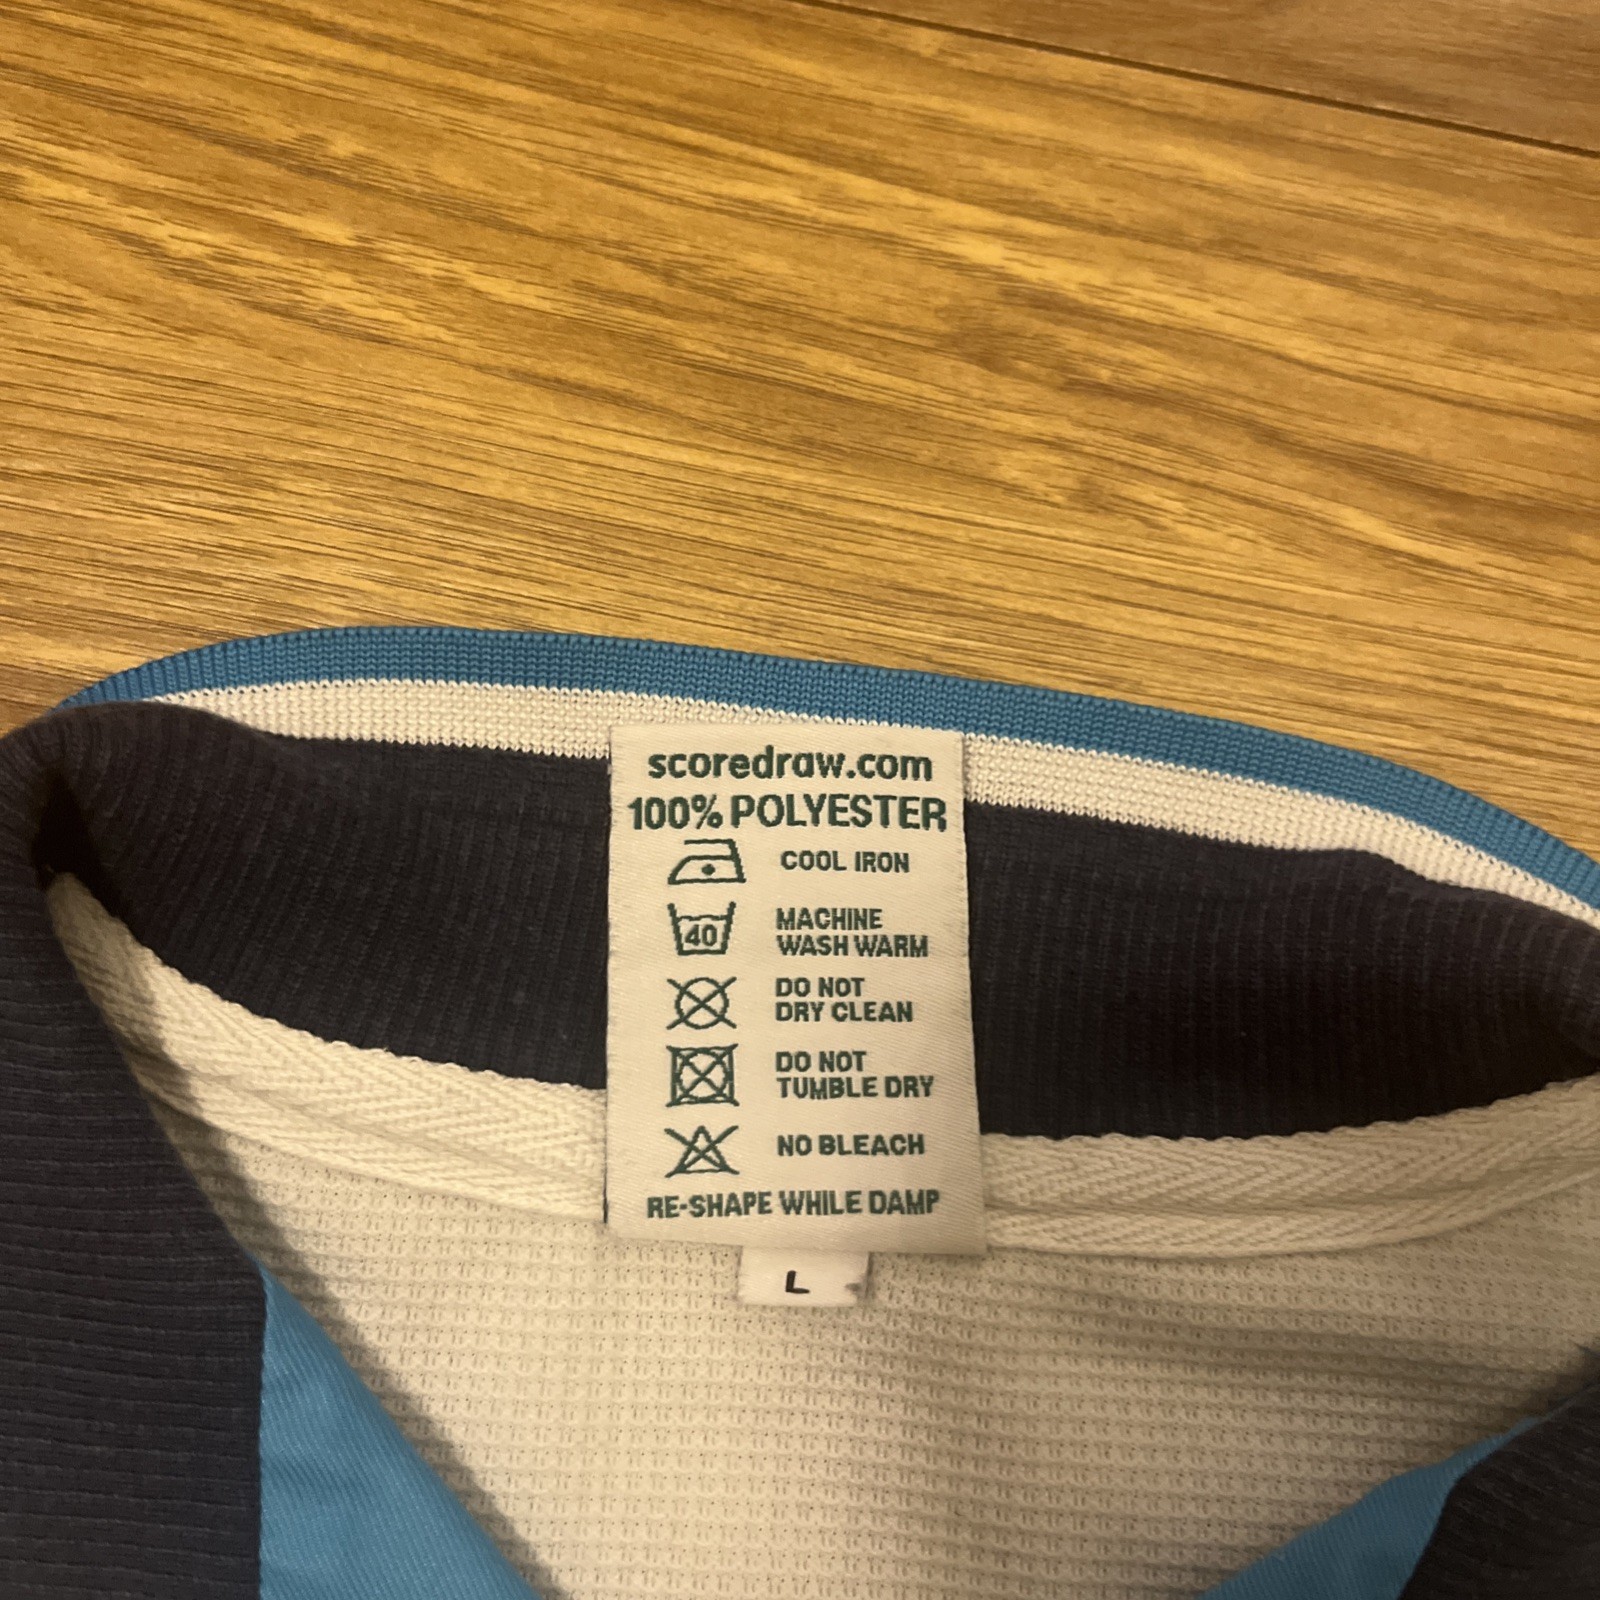 scoredraw.com
100% POLYESTER
COOL IRON
40
MACHINE
WASH WARM
DO NOT
DRY CLEAN
DO NOT
TUMBLE DRY
NO BLEACH
RE-SHAPE WHILE DAMP
L